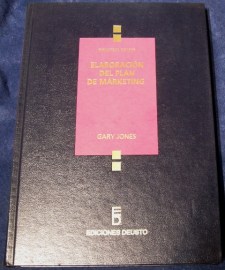 ELABORACIÓN
DEL PLAN
DE MARKETING
GARY JONES
EDICIONES DEUSTO